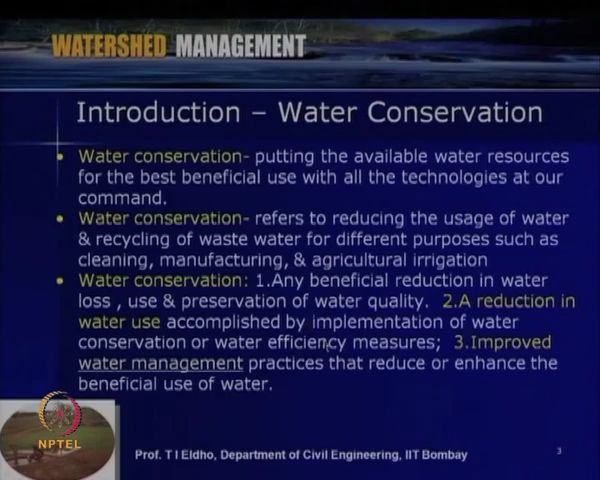 WATERSHED MANAGEMENT
Introduction – Water Conservation
• Water conservation- putting the available water resources
for the best beneficial use with all the technologies at our
command.
• Water conservation- refers to reducing the usage of water
& recycling of waste water for different purposes such as
cleaning, manufacturing, & agricultural irrigation
• Water conservation: 1.Any beneficial reduction in water
loss , use & preservation of water quality. 2.A reduction in
water use accomplished by implementation of water
conservation or water efficiency measures; 3.Improved
water management practices that reduce or enhance the
beneficial use of water.
NPTEL
Prof. T I Eldho, Department of Civil Engineering, IIT Bombay
3